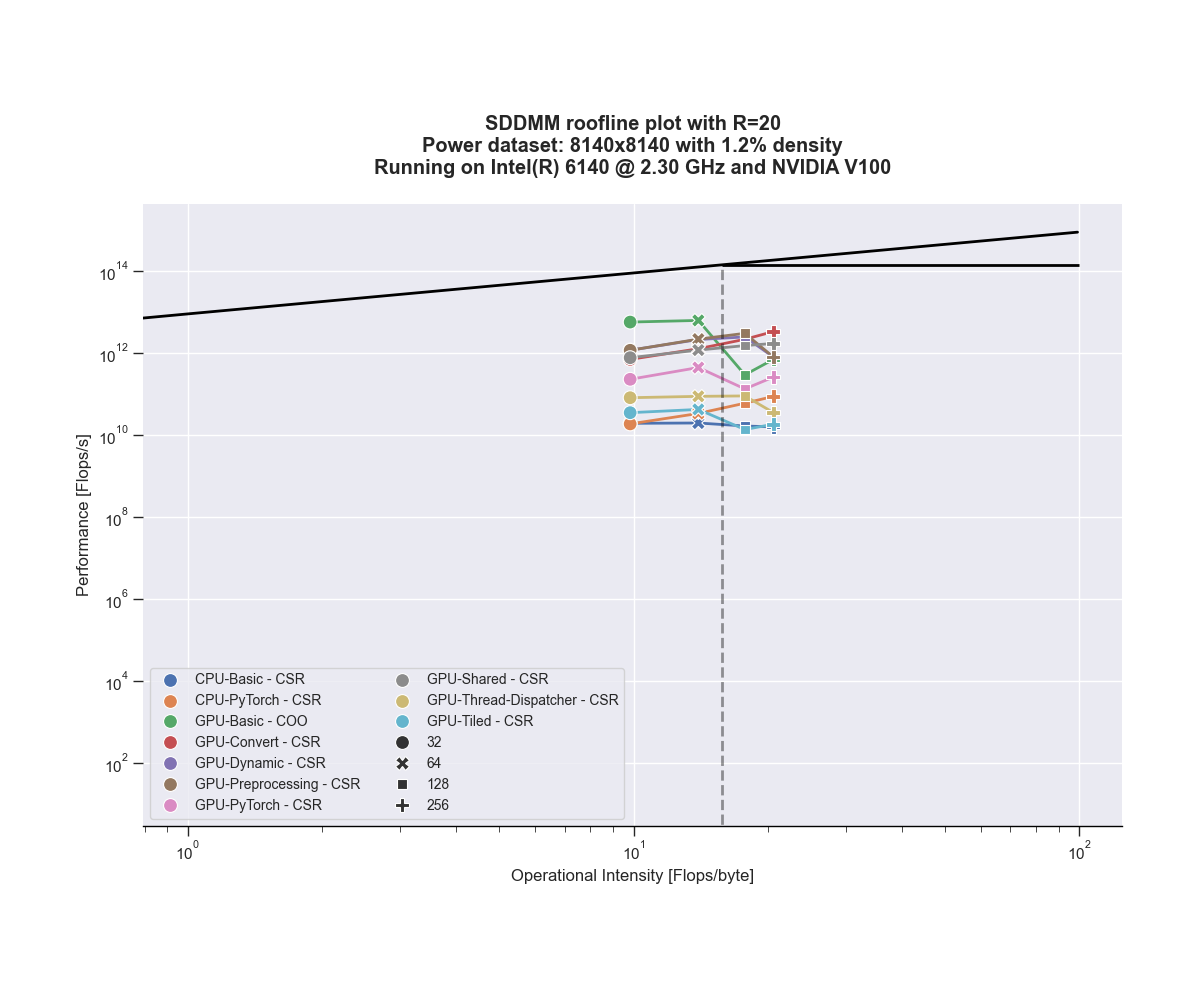 SDDMM roofline plot with R=20
Power dataset: 8140x8140 with 1.2% density
Running on Intel(R) 6140 @ 2.30 GHz and NVIDIA V100
Performance [Flops/s]
10^14
10^12
10^10
10^8
10^6
10^4
10^2
CPU-Basic - CSR
CPU-PyTorch - CSR
GPU-Basic - COO
GPU-Convert - CSR
GPU-Dynamic - CSR
GPU-Preprocessing - CSR
GPU-PyTorch - CSR
GPU-Shared - CSR
GPU-Thread-Dispatcher - CSR
GPU-Tiled - CSR
32
64
128
256
10^0
10^1
10^2
Operational Intensity [Flops/byte]